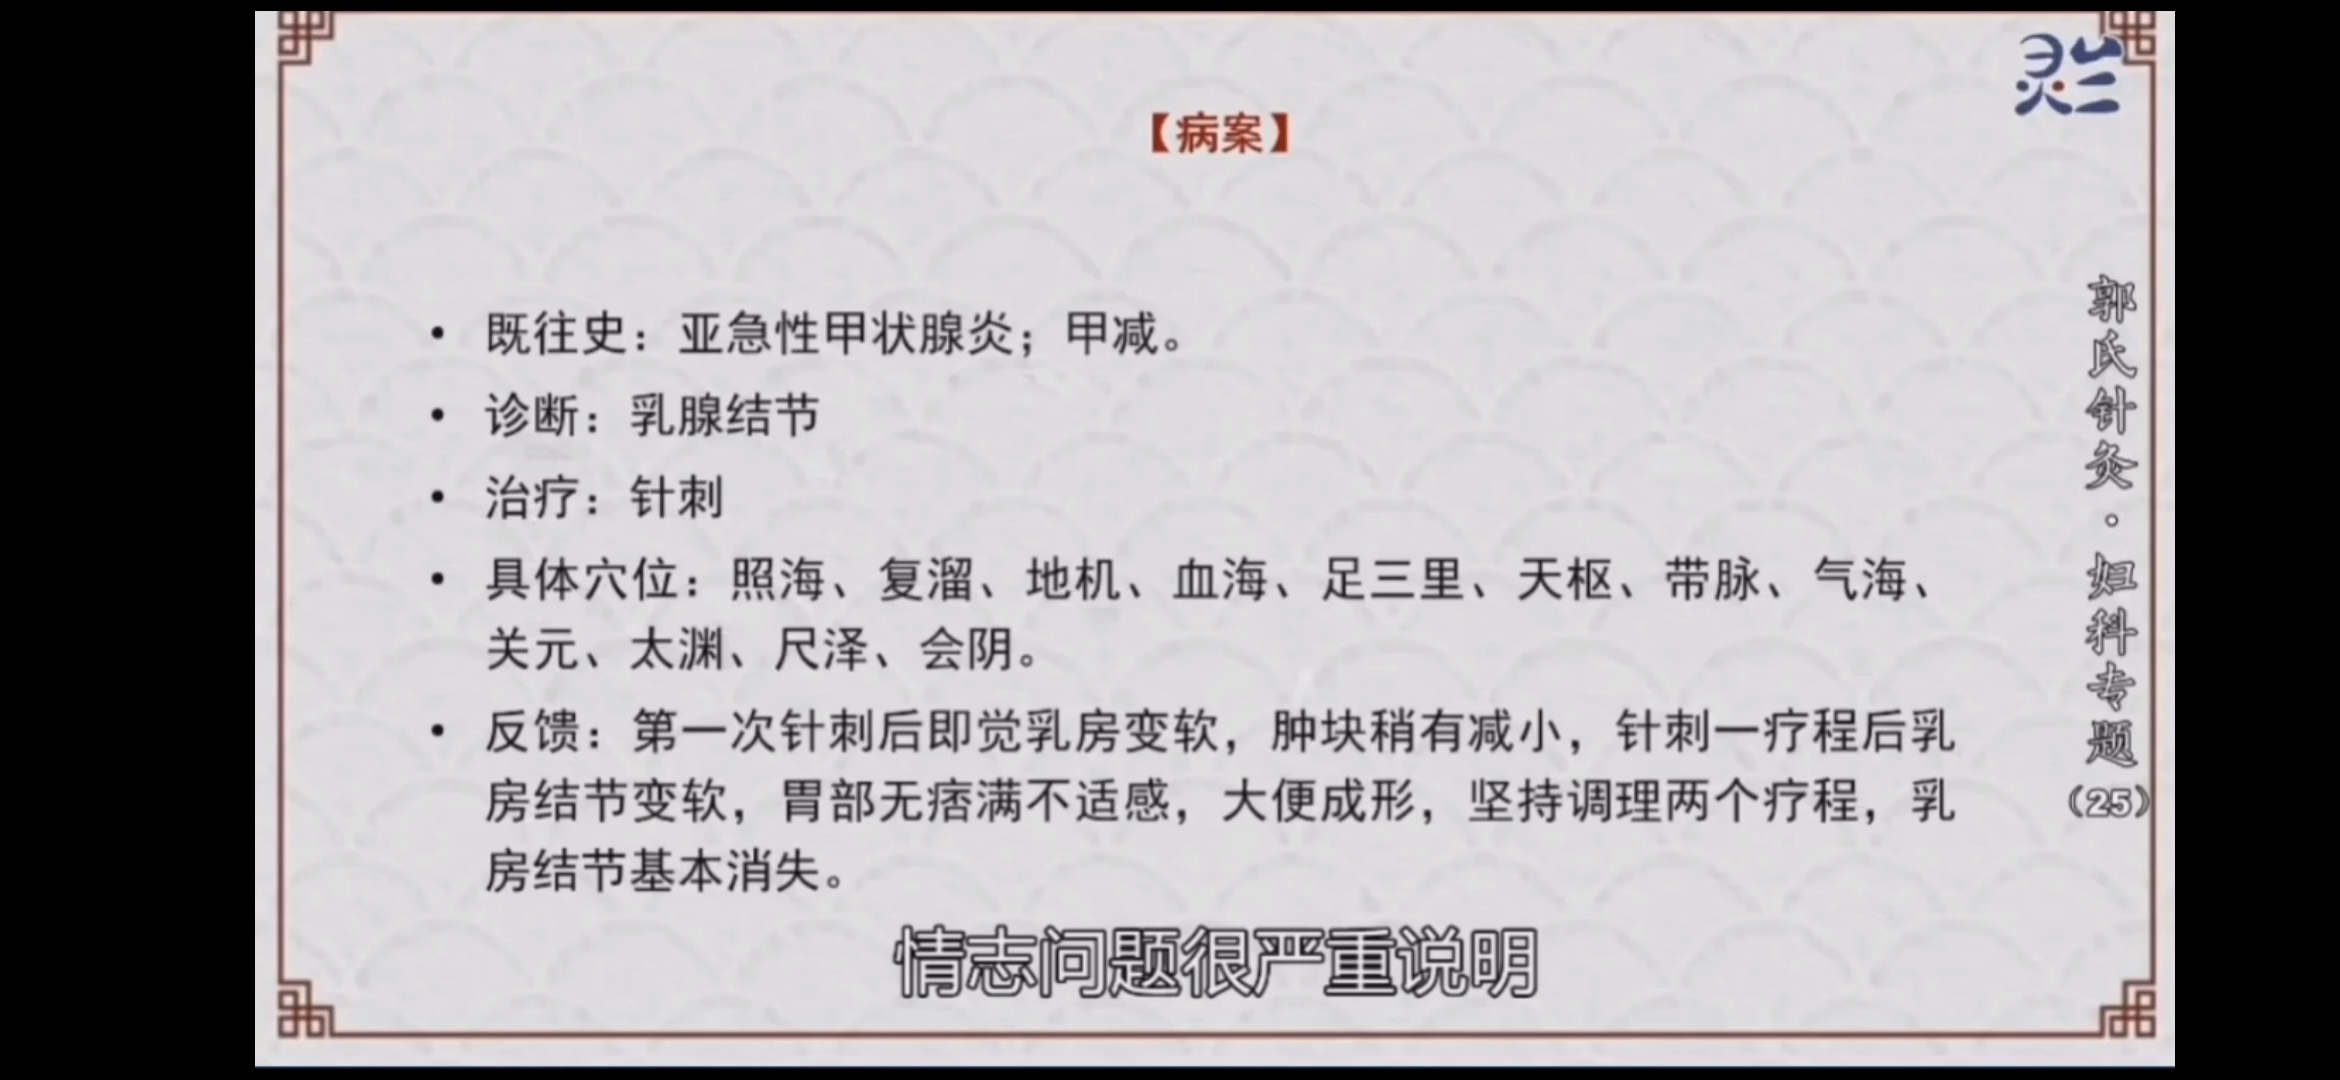 灵兰
【病案】
• 既往史：亚急性甲状腺炎；甲减。
• 诊断：乳腺结节
• 治疗：针刺
• 具体穴位：照海、复溜、地机、血海、足三里、天枢、带脉、气海、
关元、太渊、尺泽、会阴。
• 反馈：第一次针刺后即觉乳房变软，肿块稍有减小，针刺一疗程后乳
房结节变软，胃部无痞满不适感，大便成形，坚持调理两个疗程，乳
房结节基本消失。
情志问题很严重说明
郭氏针灸·妇科专题（25）